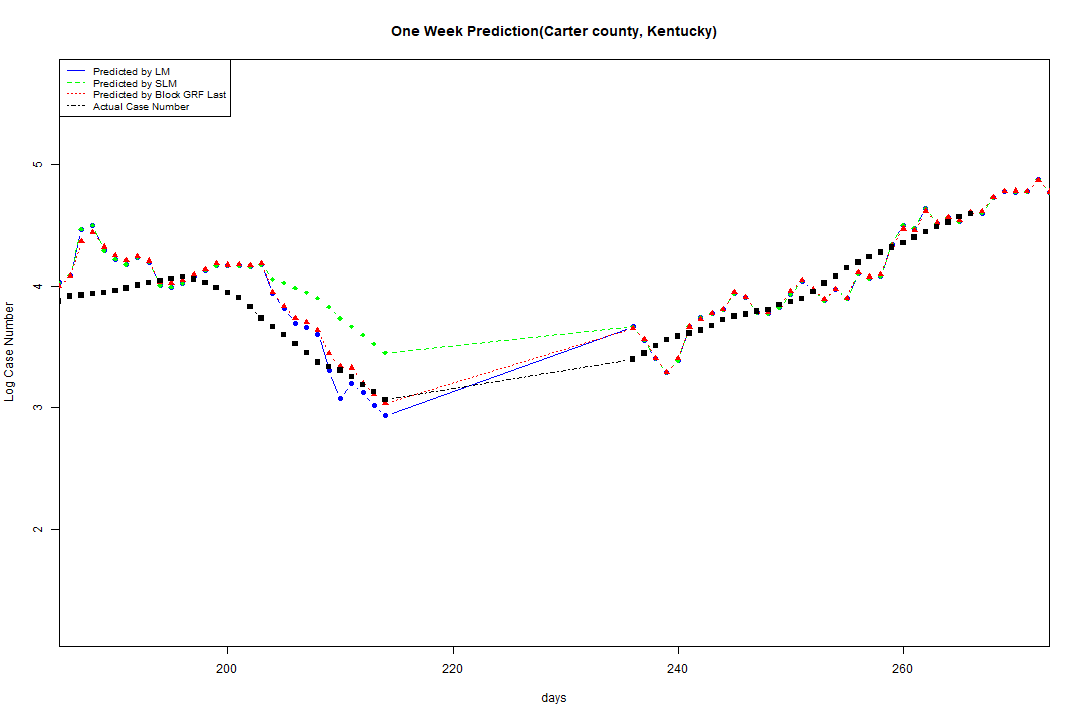 One Week Prediction(Carter county, Kentucky)
Predicted by LM
Predicted by SLM
Predicted by Block GRF Last
Actual Case Number
5
4
3
2
Log Case Number
200 220 240 260
days